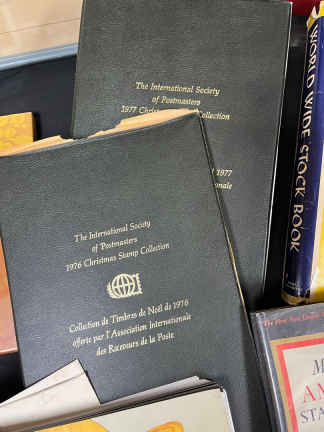 The International Society
of Postmasters
1977 Christmas Stamp Collection
1977
The International Society
of Postmasters
1976 Christmas Stamp Collection
Collection de Timbres de Noël de 1976
offerte par l'Association Internationale
des Receveurs de la Poste
WORLD WIDE STOCK BOOK